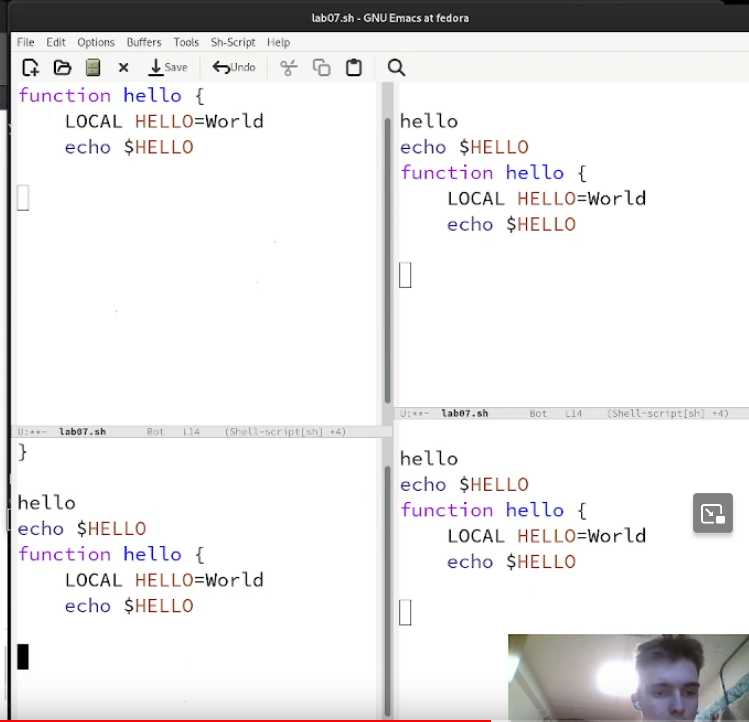 lab07.sh - GNU Emacs at fedora
File Edit Options Buffers Tools Sh-Script Help
Save Undo
function hello {
LOCAL HELLO=World
echo $HELLO
U:**- lab07.sh Bot L14 (Shell-script[sh] +4)
hello
echo $HELLO
function hello {
LOCAL HELLO=World
echo $HELLO
U:**- lab07.sh Bot L14 (Shell-script[sh] +4)
}
hello
echo $HELLO
function hello {
LOCAL HELLO=World
echo $HELLO
hello
echo $HELLO
function hello {
LOCAL HELLO=World
echo $HELLO